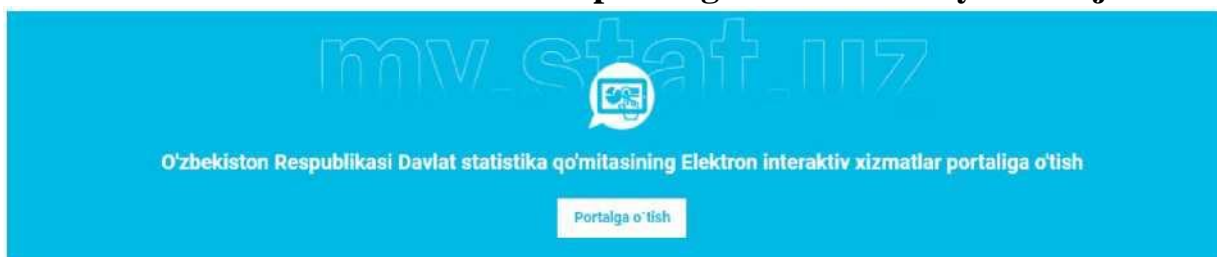 my.stat.uz
O'zbekiston Respublikasi Davlat statistika qo'mitasining Elektron interaktiv xizmatlar portaliga o'tish
Portalga o`tish